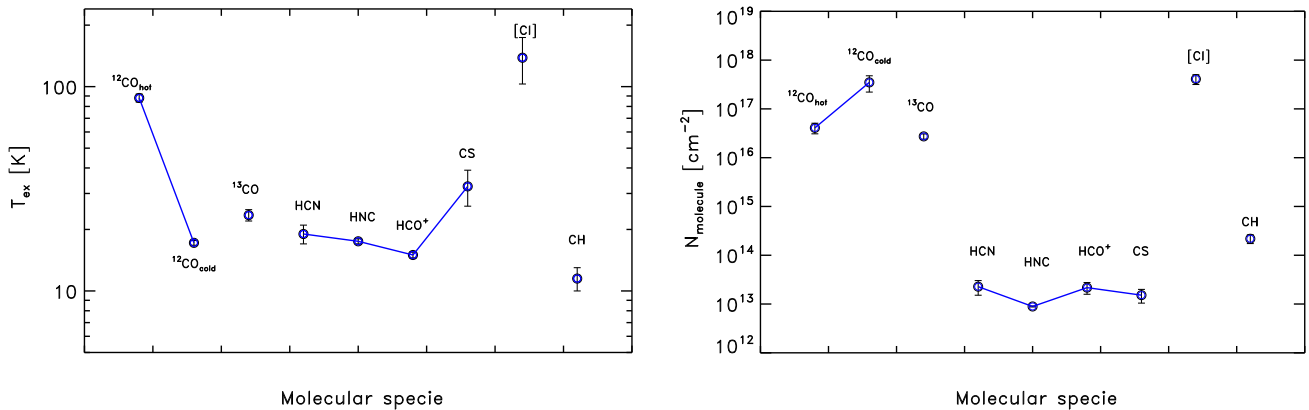 [CI]
¹²CO_hot
100
CS
¹³CO
HCN
HNC
HCO⁺
CH
¹²CO_cold
10
T_ex [K]
Molecular specie
10¹⁹
10¹⁸
¹²CO_cold
[CI]
¹²CO_hot
¹³CO
10¹⁷
10¹⁶
10¹⁵
CH
HCN
HNC
HCO⁺
CS
10¹⁴
10¹³
10¹²
N_molecule [cm⁻²]
Molecular specie